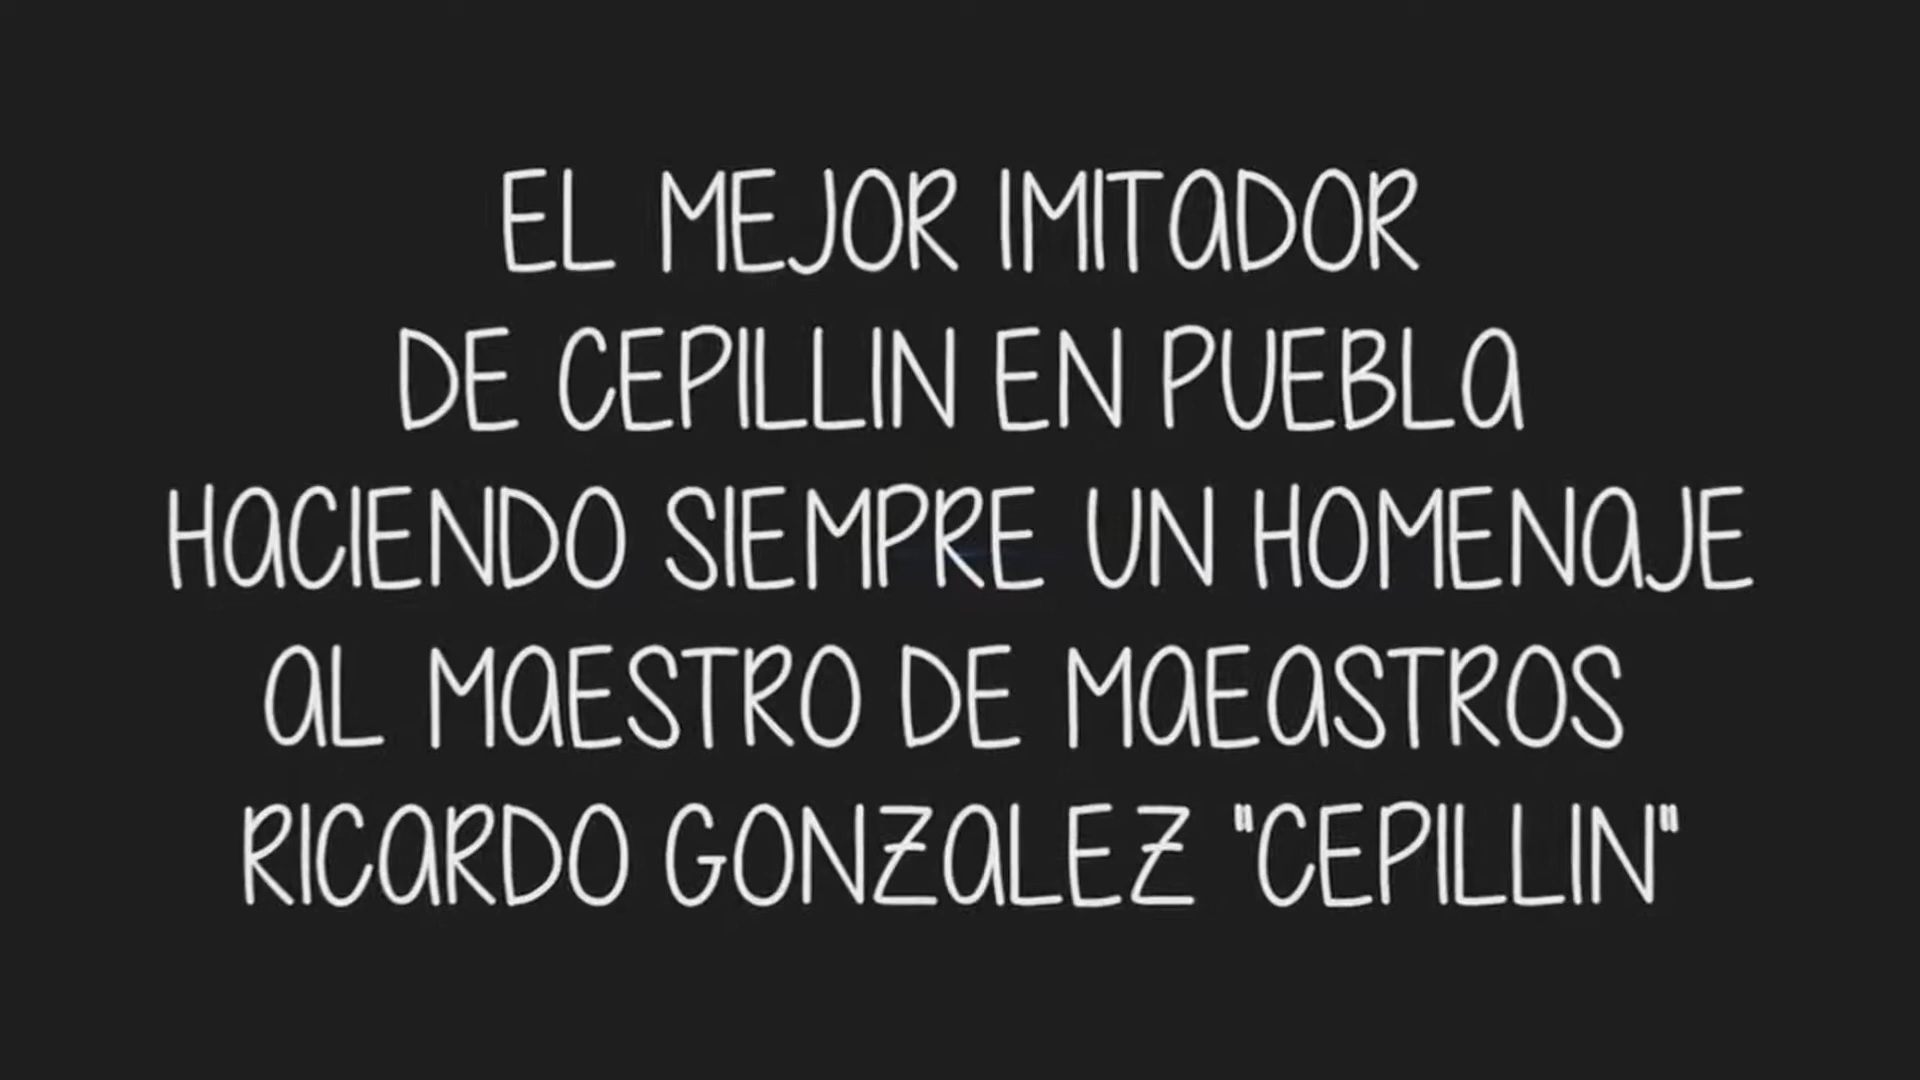 EL MEJOR IMITADOR
DE CEPILLIN EN PUEBLA
HACIENDO SIEMPRE UN HOMENAJE
AL MAESTRO DE MAEASTROS
RICARDO GONZALEZ "CEPILLIN"